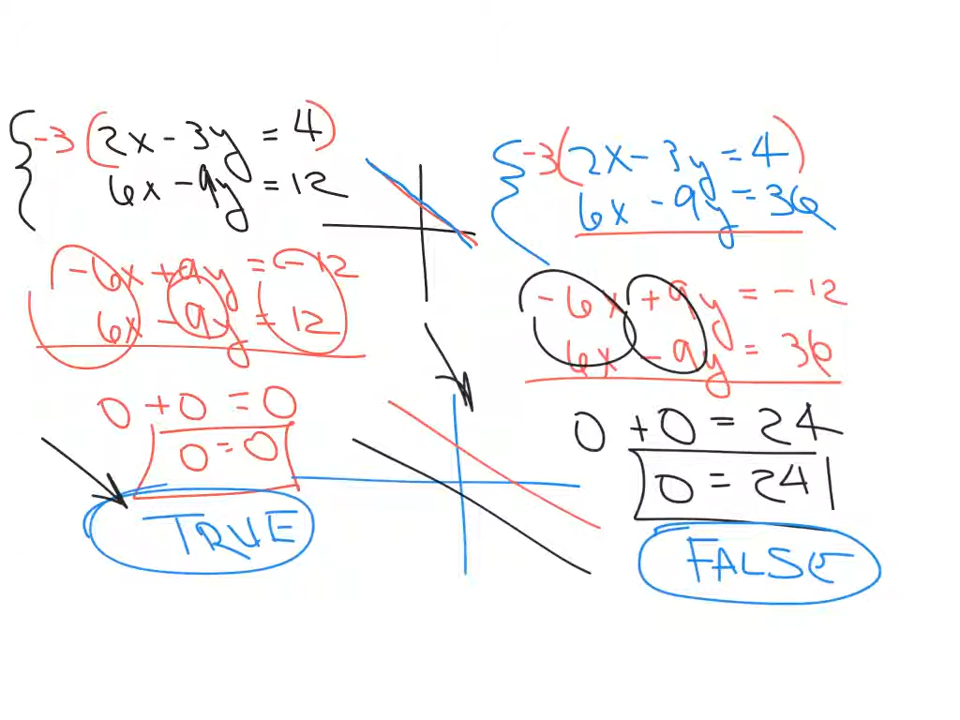 -3(2x - 3y = 4)
6x - 9y = 12
-6x + 9y = -12
6x - 9y = 12
0 + 0 = 0
0 = 0
TRUE
-3(2x - 3y = 4)
6x - 9y = 36
-6x + 9y = -12
6x - 9y = 36
0 + 0 = 24
0 = 24
FALSE